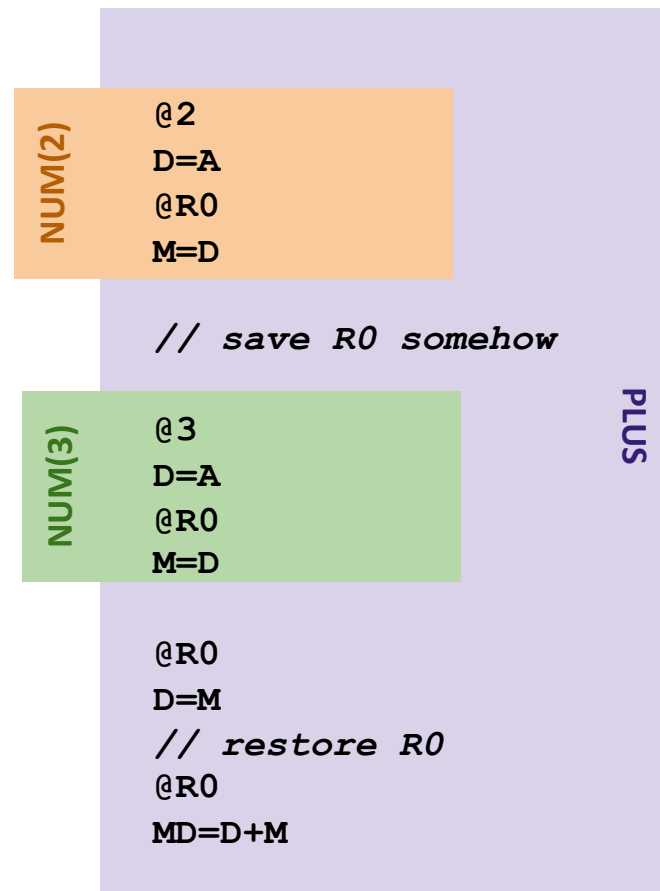 NUM(2)
@2
D=A
@R0
M=D
// save R0 somehow
PLUS
NUM(3)
@3
D=A
@R0
M=D
@R0
D=M
// restore R0
@R0
MD=D+M